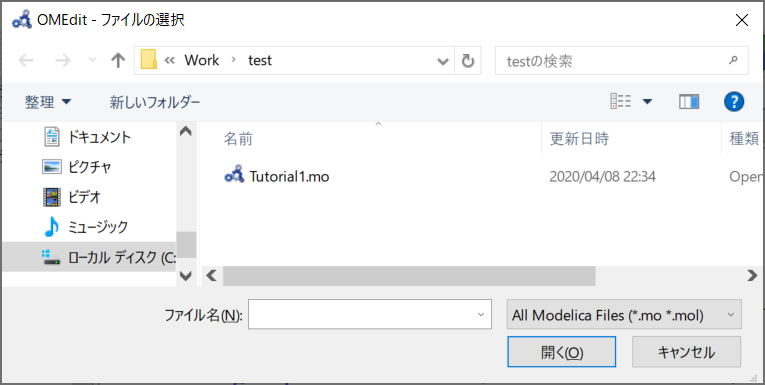 OMEdit - ファイルの選択
« Work › test
testの検索
整理 新しいフォルダー ?
ドキュメント
ピクチャ
ビデオ
ミュージック
ローカル ディスク (C:
名前 更新日時 種類
Tutorial1.mo 2020/04/08 22:34 Open
ファイル名(N):
All Modelica Files (*.mo *.mol)
開く(O) キャンセル